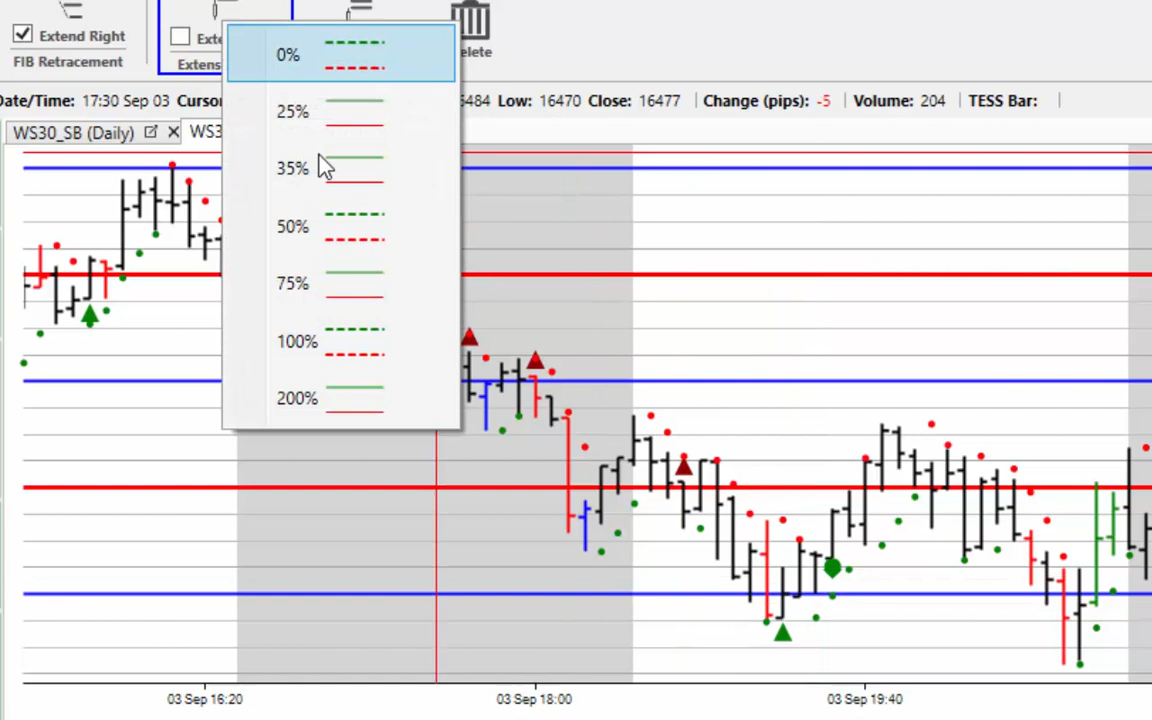 Extend Right
FIB Retracement
Exte
Extens
elete
0%
25%
35%
50%
75%
100%
200%
Date/Time: 17:30 Sep 03 Curso
5484 Low: 16470 Close: 16477 Change (pips): -5 Volume: 204 TESS Bar:
WS30_SB (Daily)
WS3
03 Sep 16:20
03 Sep 18:00
03 Sep 19:40